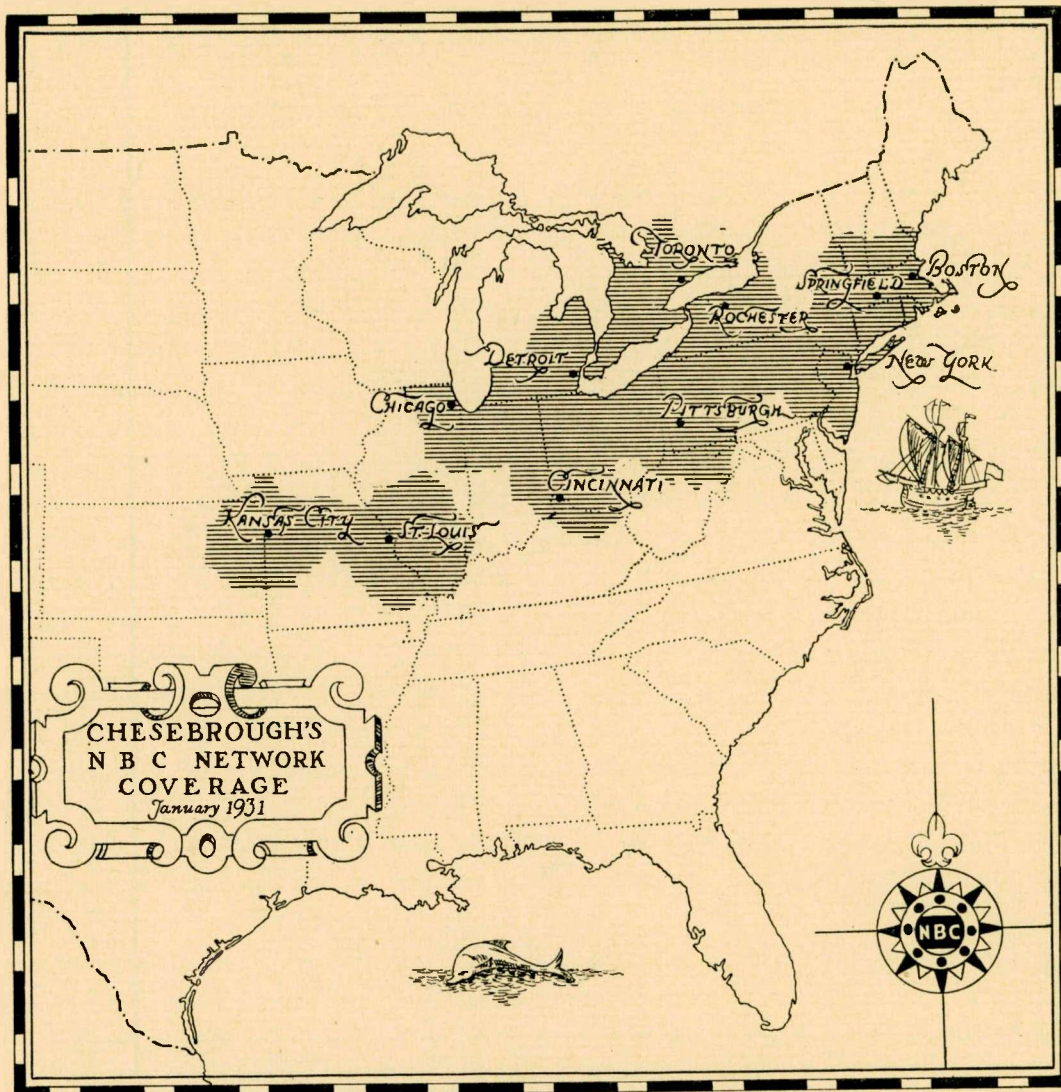 TORONTO
BOSTON
SPRINGFIELD
ROCHESTER
DETROIT
NEW YORK
CHICAGO
PITTSBURGH
CINCINNATI
KANSAS CITY
ST. LOUIS
CHESEBROUGH'S
N B C NETWORK
COVERAGE
January 1931
NBC